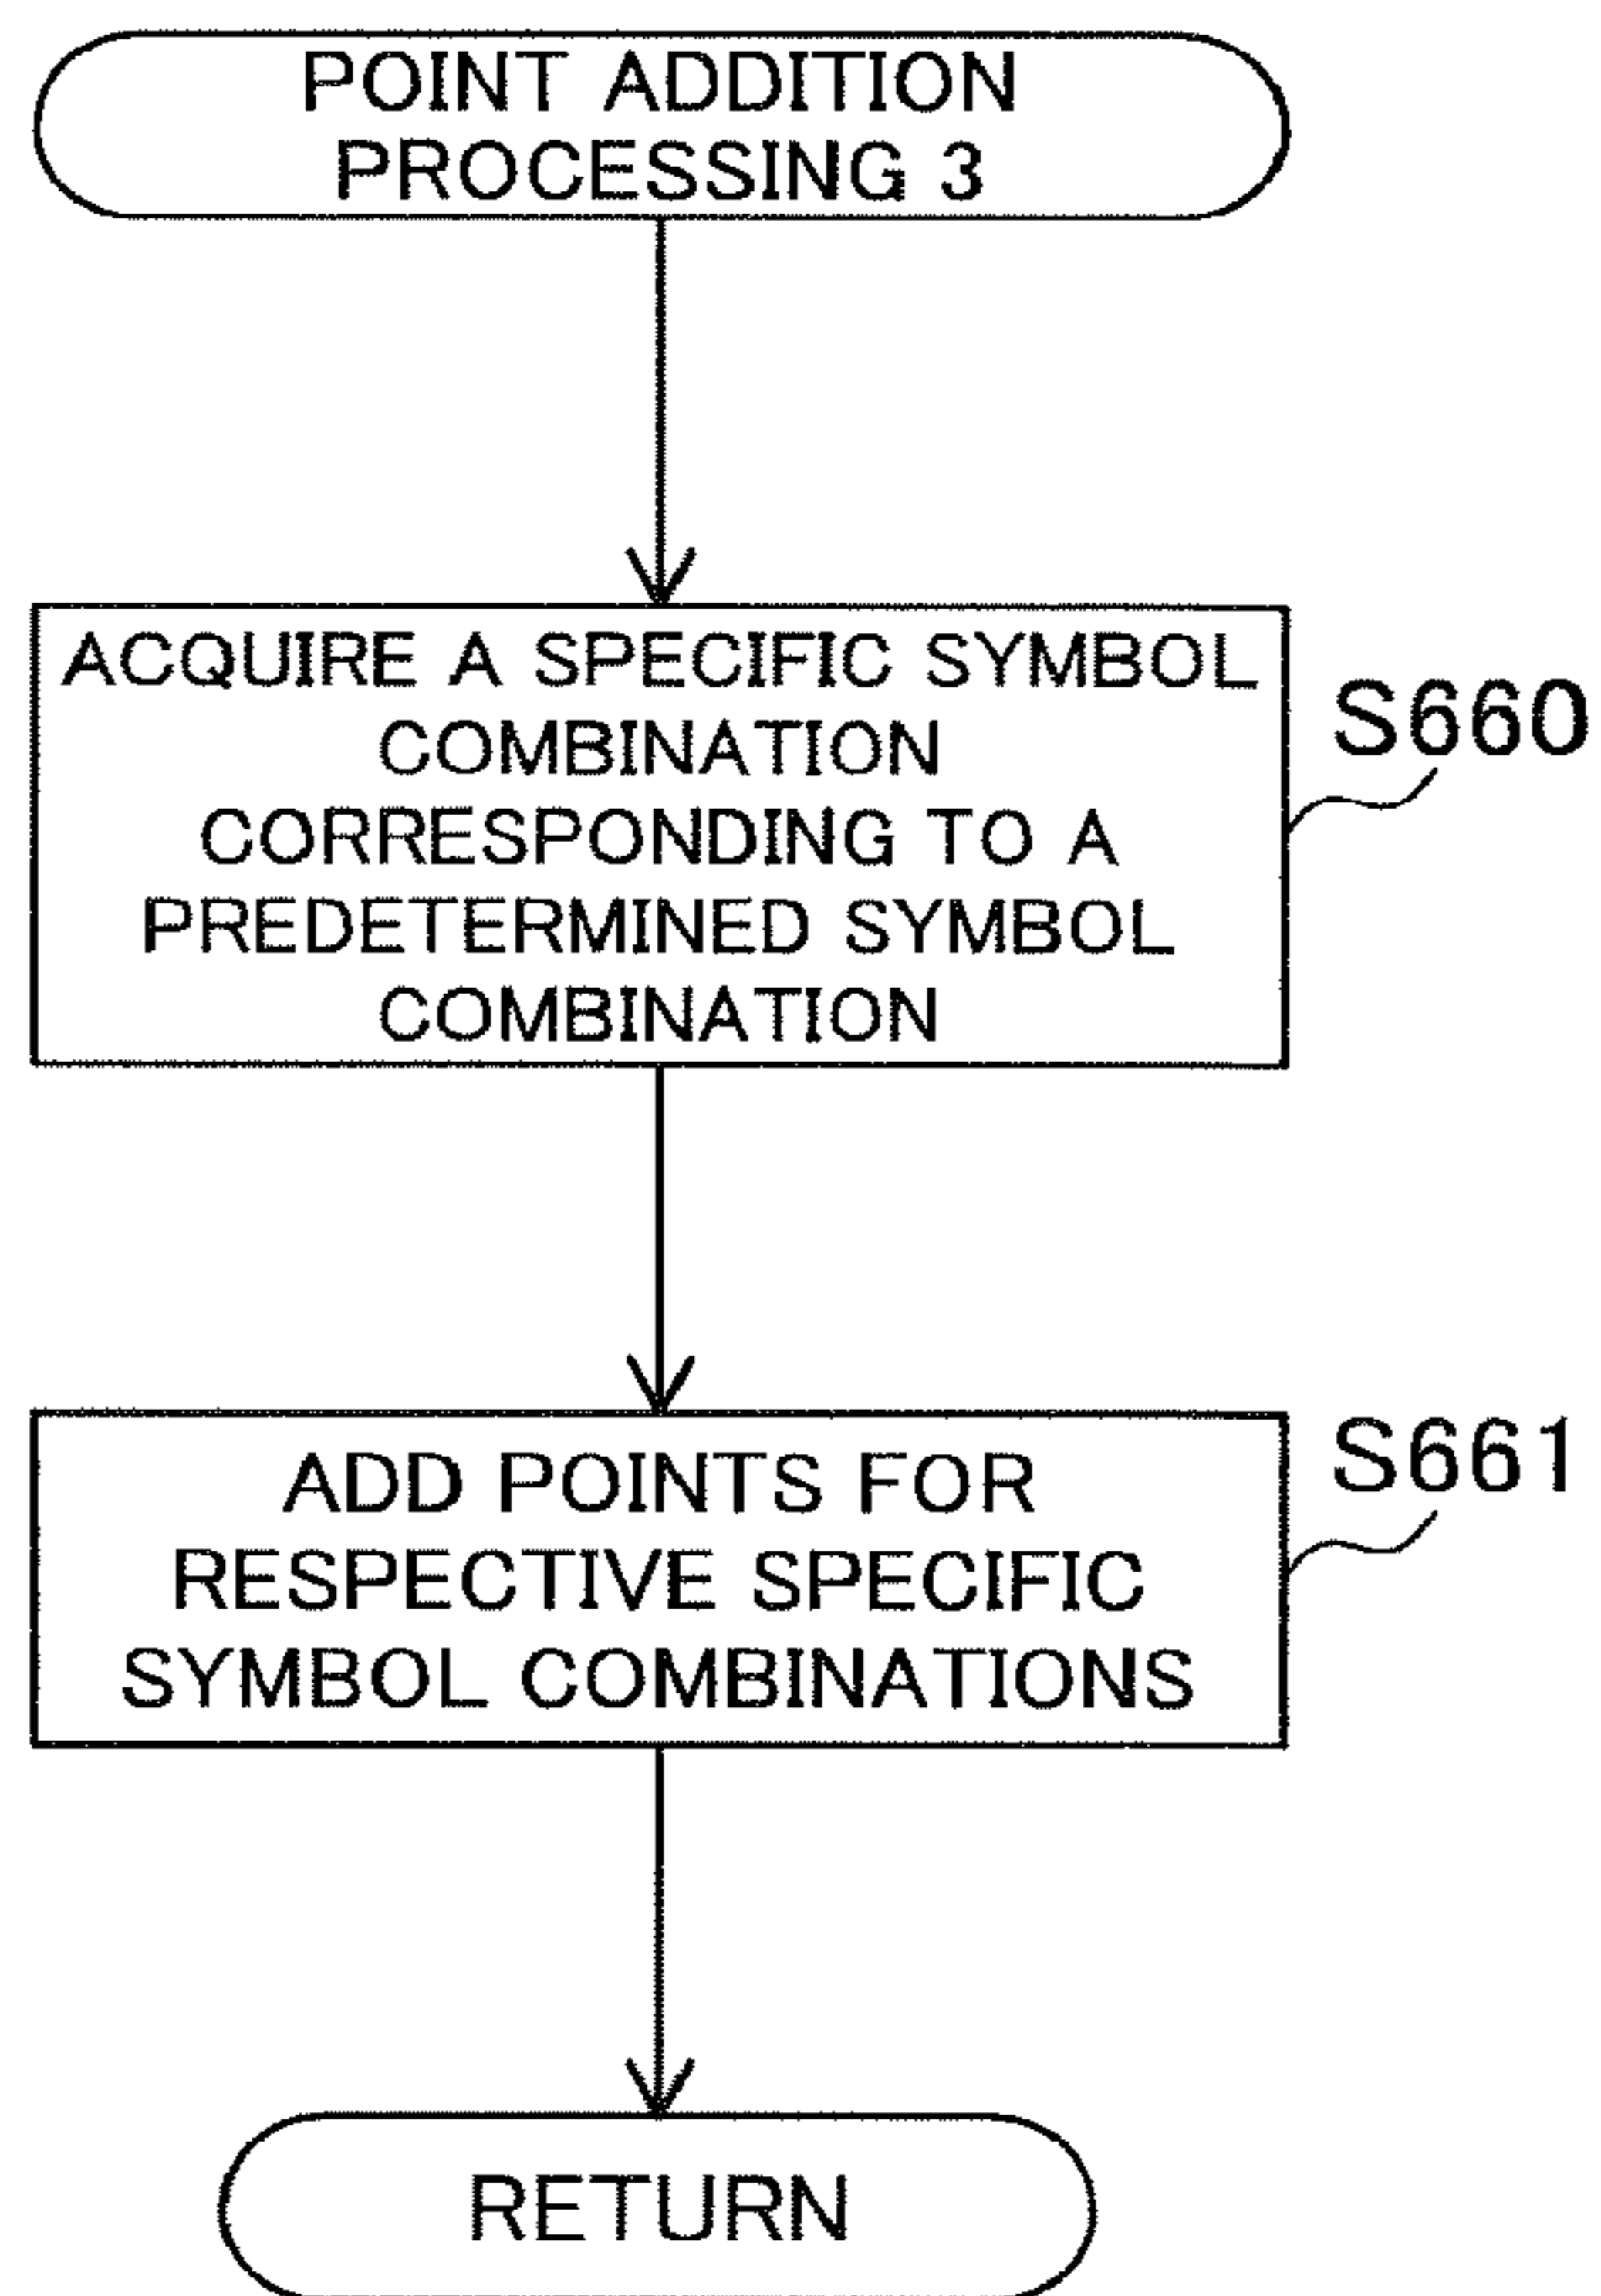 POINT ADDITION
PROCESSING 3
ACQUIRE A SPECIFIC SYMBOL
COMBINATION
CORRESPONDING TO A
PREDETERMINED SYMBOL
COMBINATION
S660
ADD POINTS FOR
RESPECTIVE SPECIFIC
SYMBOL COMBINATIONS
S661
RETURN